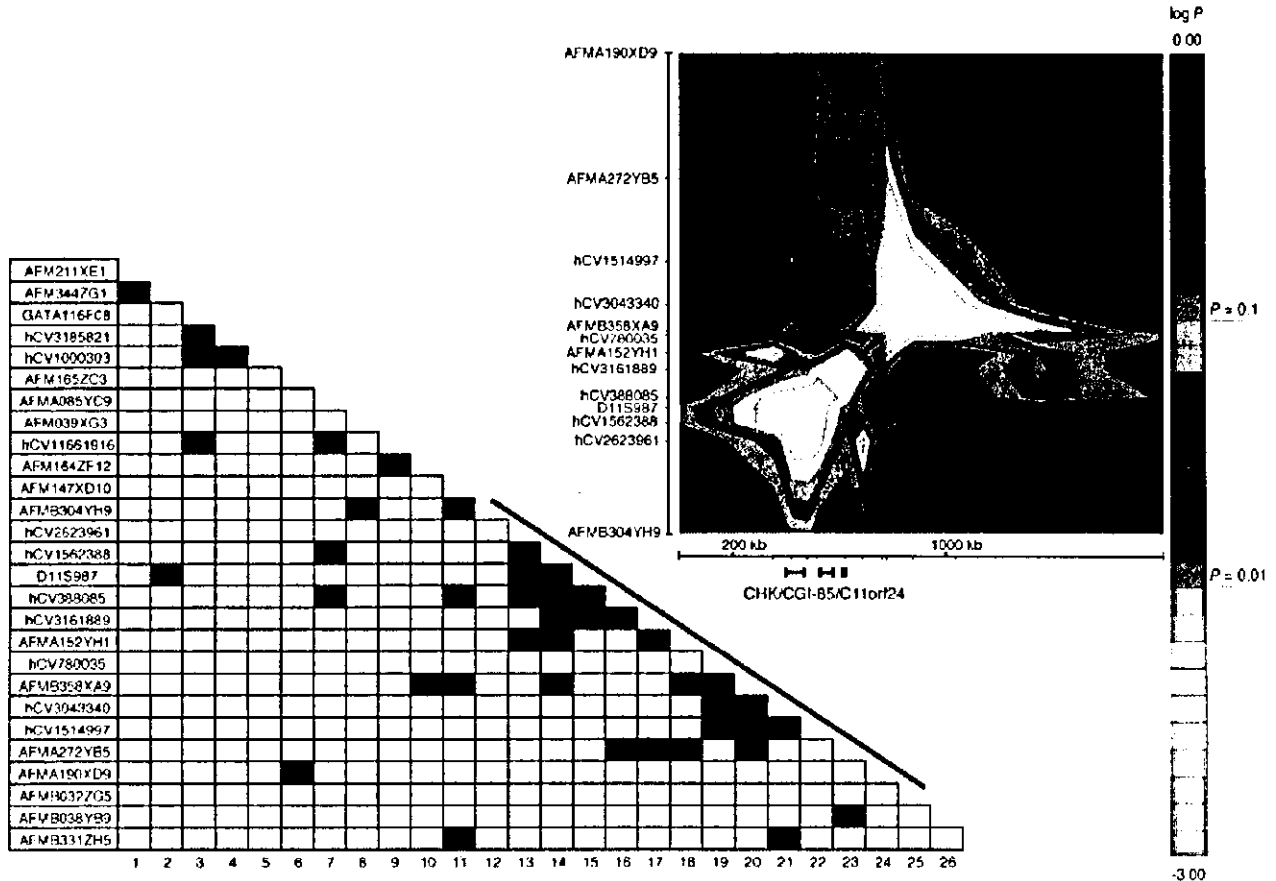 log P
0.00
AFMA190XD9
AFMA272YB5
hCV1514997
hCV3043340
AFMB358XA9
hCV780035
AFMA152YH1
hCV3161889
hCV388085
D11S987
hCV1562388
hCV2623961
AFMB304YH9
P = 0.1
P = 0.01
-3.00
200 kb 1000 kb
CHK/CGI-85/C11orf24
AFM211XE1
AFM344ZG1
GATA116FC8
hCV3185821
hCV1000303
AFM165ZC3
AFMA085YC9
AFM039XG3
hCV11661916
AFM164ZF12
AFM147XD10
AFMB304YH9
hCV2623961
hCV1562388
D11S987
hCV388085
hCV3161889
AFMA152YH1
hCV780035
AFMB358XA9
hCV3043340
hCV1514997
AFMA272YB5
AFMA190XD9
AFMB032ZG5
AFMB038YB9
AFMB331ZH5
1 2 3 4 5 6 7 8 9 10 11 12 13 14 15 16 17 18 19 20 21 22 23 24 25 26